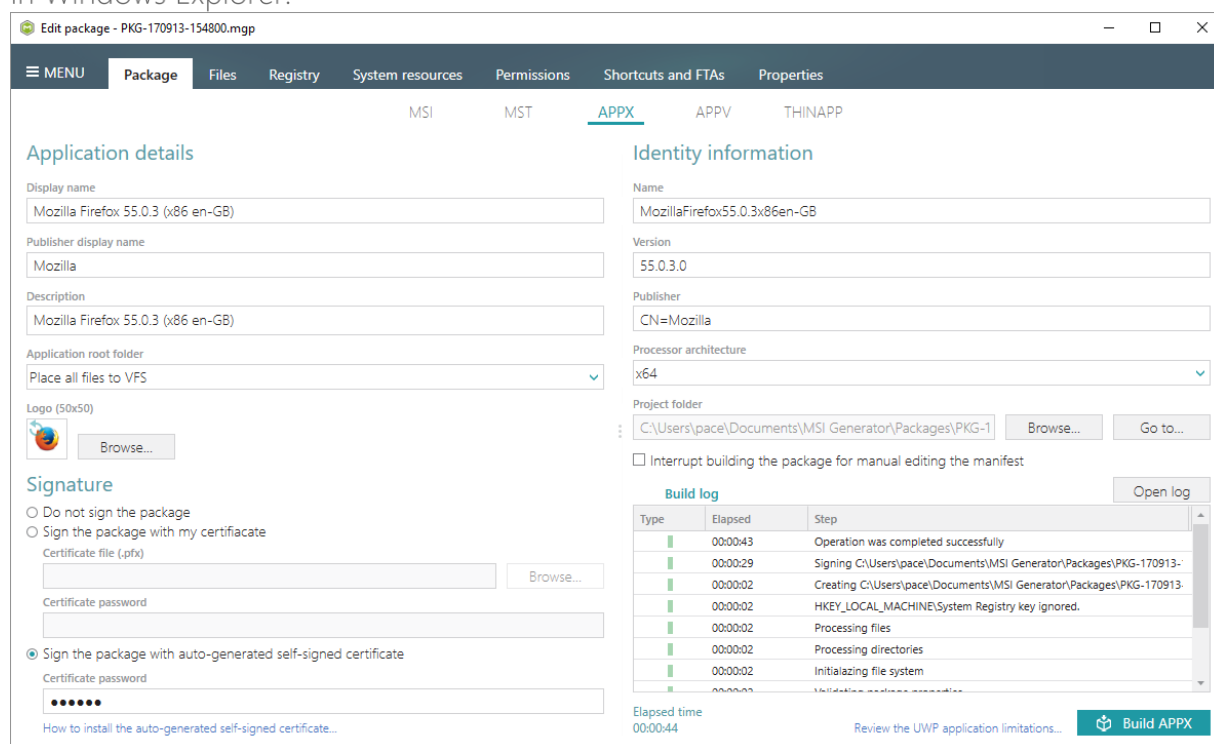 in Windows Explorer.
Edit package - PKG-170913-154800.mgp
MENU Package Files Registry System resources Permissions Shortcuts and FTAs Properties
MSI MST APPX APPV THINAPP
Application details
Display name
Mozilla Firefox 55.0.3 (x86 en-GB)
Publisher display name
Mozilla
Description
Mozilla Firefox 55.0.3 (x86 en-GB)
Application root folder
Place all files to VFS
Logo (50x50)
Browse...
Signature
Do not sign the package
Sign the package with my certifiacate
Certificate file (.pfx)
Browse...
Certificate password
Sign the package with auto-generated self-signed certificate
Certificate password
••••••
How to install the auto-generated self-signed certificate...
Identity information
Name
MozillaFirefox55.0.3x86en-GB
Version
55.0.3.0
Publisher
CN=Mozilla
Processor architecture
x64
Project folder
C:\Users\pace\Documents\MSI Generator\Packages\PKG-1 Browse... Go to...
Interrupt building the package for manual editing the manifest
Build log Open log
Type Elapsed Step
00:00:43 Operation was completed successfully
00:00:29 Signing C:\Users\pace\Documents\MSI Generator\Packages\PKG-170913-
00:00:02 Creating C:\Users\pace\Documents\MSI Generator\Packages\PKG-170913-
00:00:02 HKEY_LOCAL_MACHINE\System Registry key ignored.
00:00:02 Processing files
00:00:02 Processing directories
00:00:02 Initialazing file system
Validating package properties
Elapsed time
00:00:44 Review the UWP application limitations... Build APPX